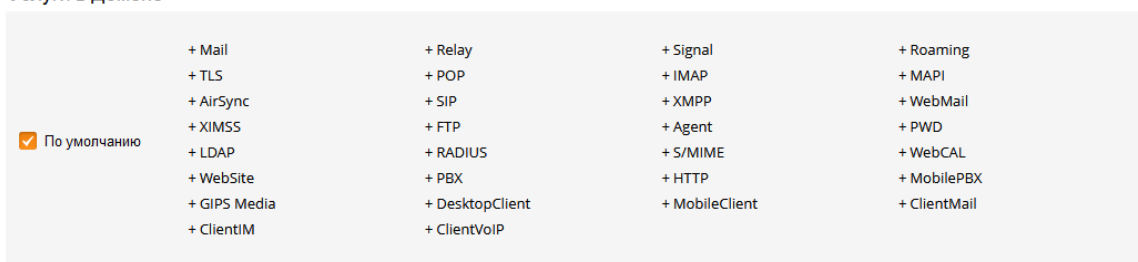 + Mail + Relay + Signal + Roaming
+ TLS + POP + IMAP + MAPI
+ AirSync + SIP + XMPP + WebMail
+ XIMSS + FTP + Agent + PWD
По умолчанию
+ LDAP + RADIUS + S/MIME + WebCAL
+ WebSite + PBX + HTTP + MobilePBX
+ GIPS Media + DesktopClient + MobileClient + ClientMail
+ ClientIM + ClientVoIP